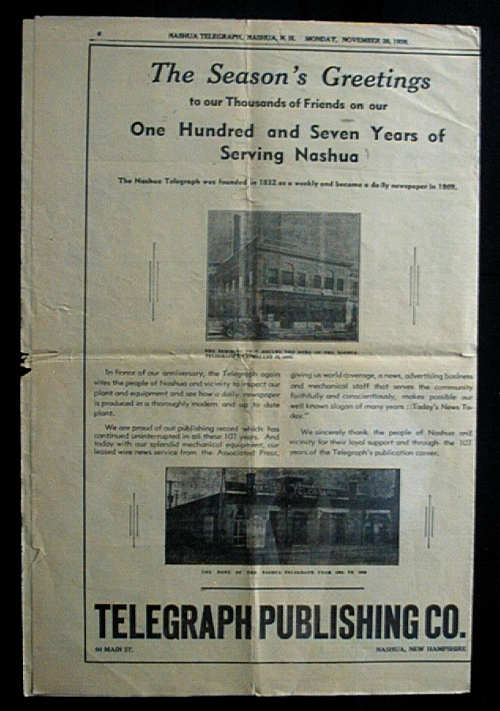 NASHUA TELEGRAPH, NASHUA, N. H. MONDAY, NOVEMBER
The Season's Greetings
to our Thousands of Friends on our
One Hundred and Seven Years of
Serving Nashua
The Nashua Telegraph was founded in 1832 as a weekly and became a daily newspaper in 1869.
In honor of our anniversary, the Telegraph again
vites the people of Nashua and vicinity to inspect our
plant and equipment and see how a daily newspaper
is produced in a thoroughly modern and up to date
plant.
We are proud of our publishing record which has
continued uninterrupted in all these 107 years. And
today with our splendid mechanical equipment, our
leased wire news service from the Associated Press,
giving us world coverage, a news, advertising business
and mechanical staff that serves the community
faithfully and conscientiously, makes possible our
well known slogan of many years "Today's News To-
day."
We sincerely thank the people of Nashua and
vicinity for their loyal support and through the 107
years of the Telegraph's publication career.
THE HOME OF THE NASHUA TELEGRAPH FROM
TELEGRAPH PUBLISHING CO.
MAIN ST.
NASHUA, NEW HAMPSHIRE